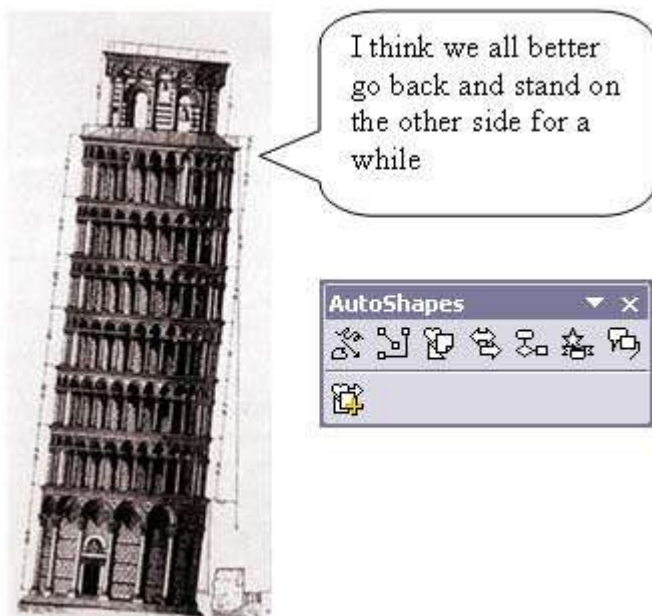 I think we all better
go back and stand on
the other side for a
while
AutoShapes